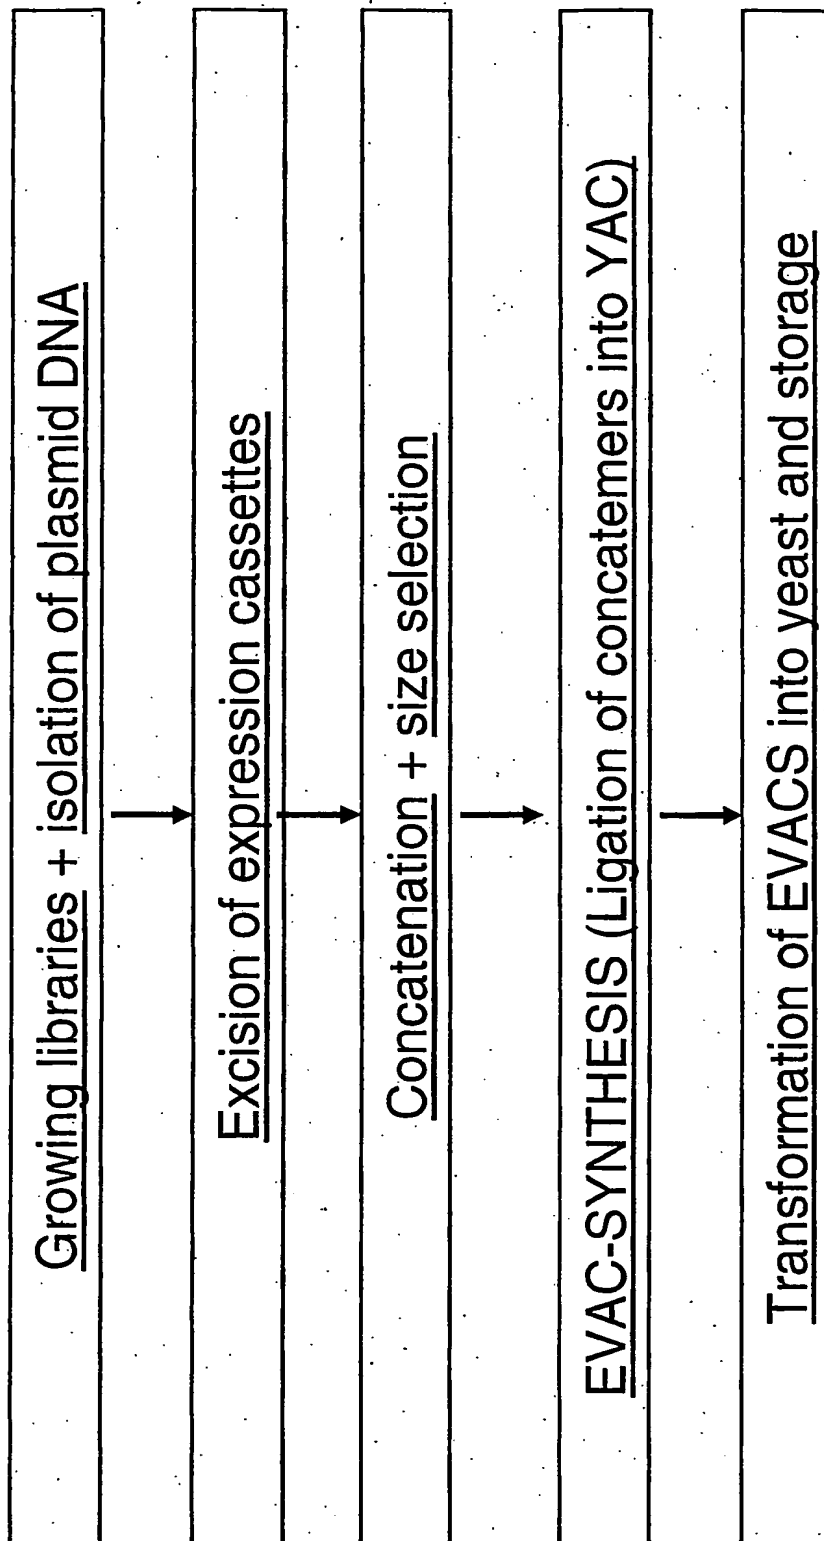 Growing libraries + isolation of plasmid DNA
Excision of expression cassettes
Concatenation + size selection
EVAC-SYNTHESIS (Ligation of concatemers into YAC)
Transformation of EVACS into yeast and storage